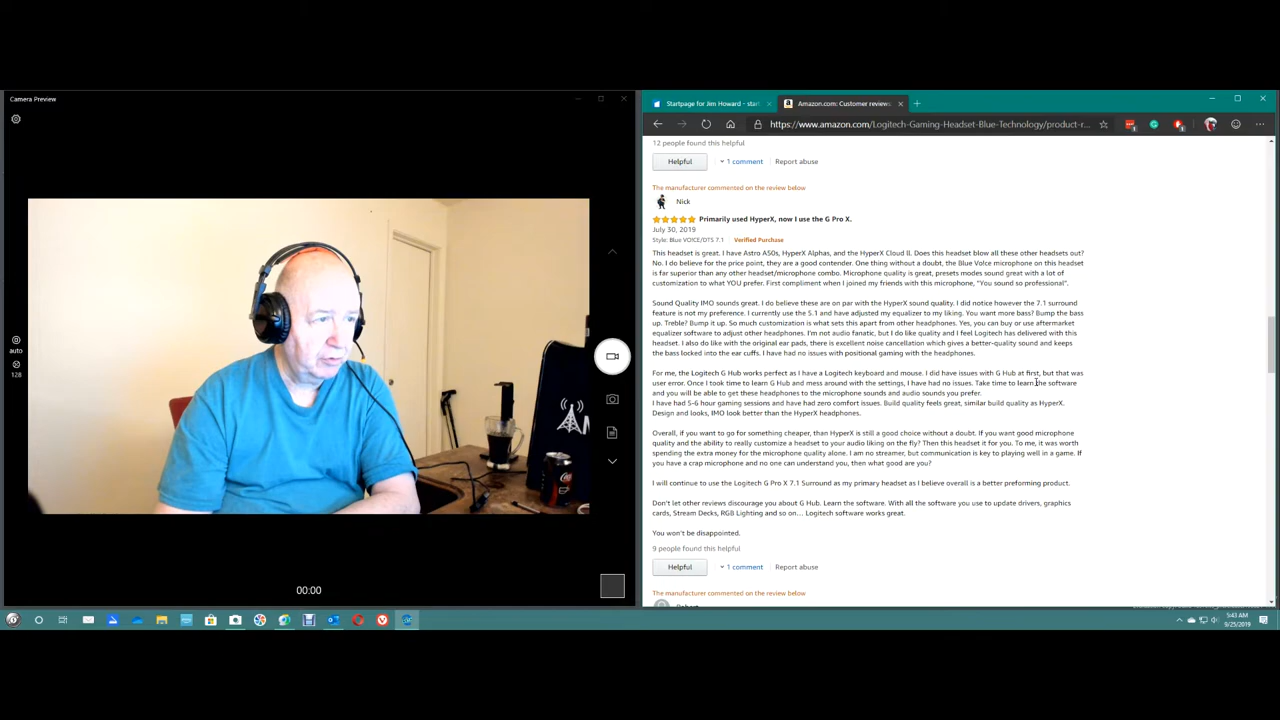 Camera Preview
auto
128
00:00
Startpage for Jim Howard - start
Amazon.com: Customer reviews
https://www.amazon.com/Logitech-Gaming-Headset-Blue-Technology/product-r...
12 people found this helpful
Helpful
1 comment
Report abuse
The manufacturer commented on the review below
Nick
Primarily used HyperX, now I use the G Pro X.
July 30, 2019
Style: Blue VO!CE/DTS 7.1
Verified Purchase
This headset is great. I have Astro A50s, HyperX Alphas, and the HyperX Cloud II. Does this headset blow all these other headsets out?
No. I do believe for the price point, they are a good contender. One thing without a doubt, the Blue Vo!ce microphone on this headset
is far superior than any other headset/microphone combo. Microphone quality is great, presets modes sound great with a lot of
customization to what YOU prefer. First compliment when I joined my friends with this microphone, "You sound so professional".
Sound Quality IMO sounds great. I do believe these are on par with the HyperX sound quality. I did notice however the 7.1 surround
feature is not my preference. I currently use the 5.1 and have adjusted my equalizer to my liking. You want more bass? Bump the bass
up. Treble? Bump it up. So much customization is what sets this apart from other headphones. Yes, you can buy or use aftermarket
equalizer software to adjust other headphones. I'm not audio fanatic, but I do like quality and I feel Logitech has delivered with this
headset. I also do like with the original ear pads, there is excellent noise cancellation which gives a better-quality sound and keeps
the bass locked into the ear cuffs. I have had no issues with positional gaming with the headphones.
For me, the Logitech G Hub works perfect as I have a Logitech keyboard and mouse. I did have issues with G Hub at first, but that was
user error. Once I took time to learn G Hub and mess around with the settings, I have had no issues. Take time to learn the software
and you will be able to get these headphones to the microphone sounds and audio sounds you prefer.
I have had 5-6 hour gaming sessions and have had zero comfort issues. Build quality feels great, similar build quality as HyperX.
Design and looks, IMO look better than the HyperX headphones.
Overall, if you want to go for something cheaper, than HyperX is still a good choice without a doubt. If you want good microphone
quality and the ability to really customize a headset to your audio liking on the fly? Then this headset it for you. To me, it was worth
spending the extra money for the microphone quality alone. I am no streamer, but communication is key to playing well in a game. If
you have a crap microphone and no one can understand you, then what good are you?
I will continue to use the Logitech G Pro X 7.1 Surround as my primary headset as I believe overall is a better preforming product.
Don't let other reviews discourage you about G Hub. Learn the software. With all the software you use to update drivers, graphics
cards, Stream Decks, RGB Lighting and so on... Logitech software works great.
You won't be disappointed.
9 people found this helpful
Helpful
1 comment
Report abuse
The manufacturer commented on the review below
9:43 AM
9/25/2019